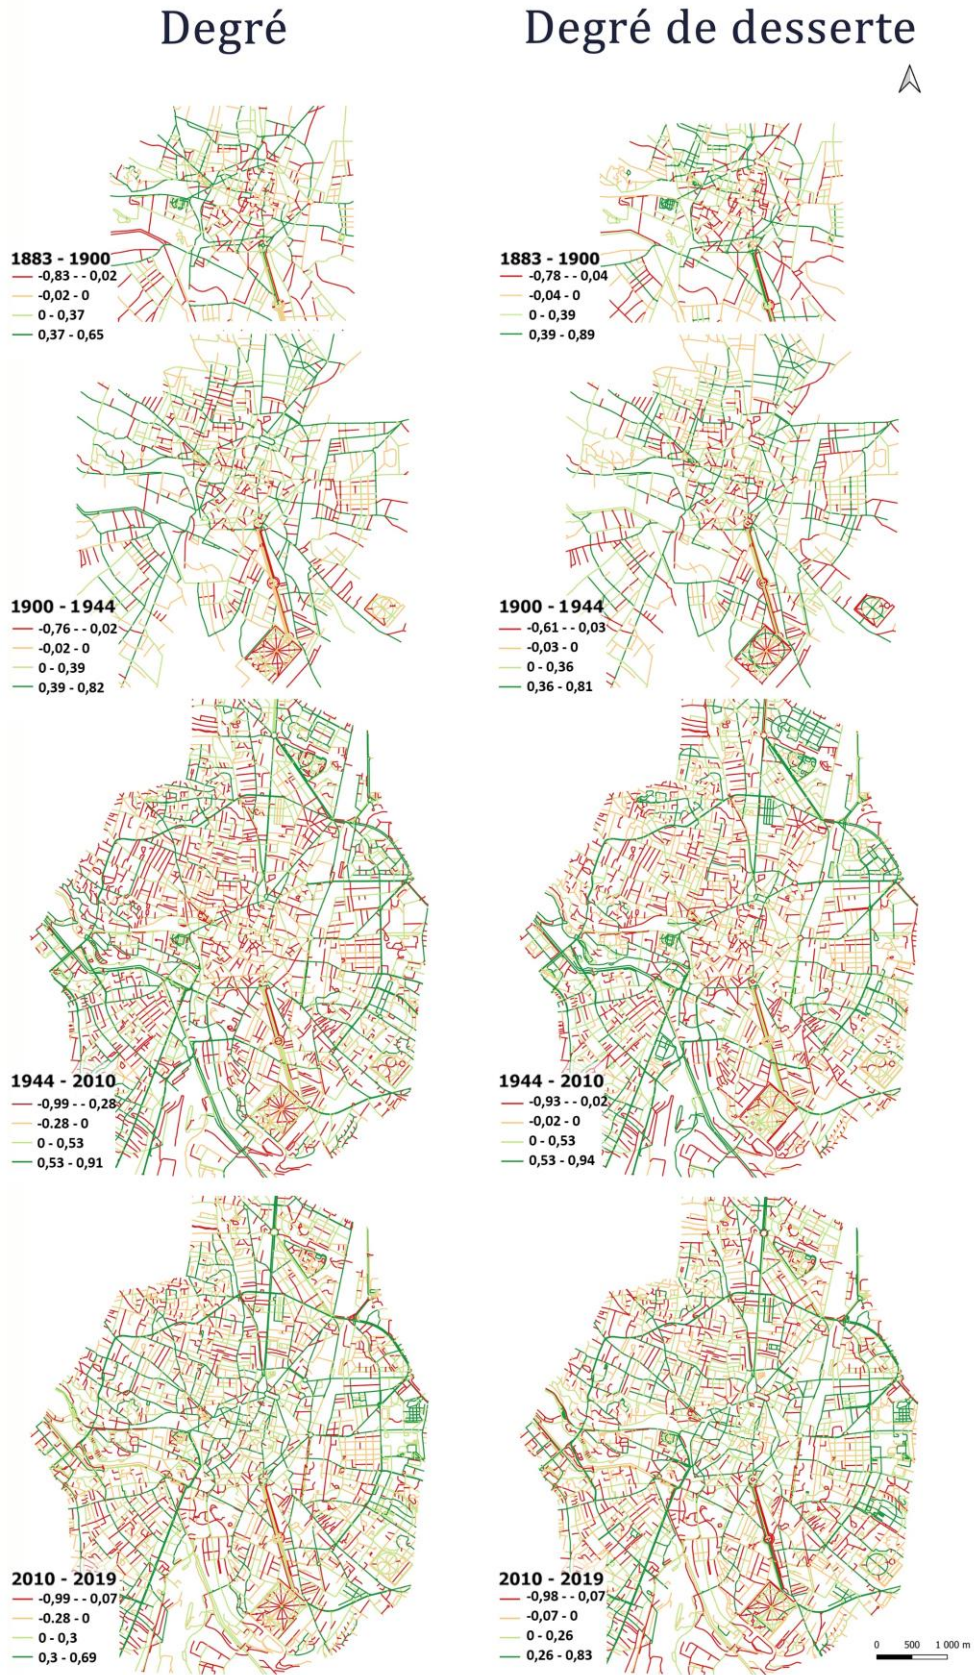 Degré
Degré de desserte
1883 - 1900
-0,83 - - 0,02
-0,02 - 0
0 - 0,37
0,37 - 0,65
1883 - 1900
-0,78 - - 0,04
-0,04 - 0
0 - 0,39
0,39 - 0,89
1900 - 1944
-0,76 - - 0,02
-0,02 - 0
0 - 0,39
0,39 - 0,82
1900 - 1944
-0,61 - - 0,03
-0,03 - 0
0 - 0,36
0,36 - 0,81
1944 - 2010
-0,99 - - 0,28
-0.28 - 0
0 - 0,53
0,53 - 0,91
1944 - 2010
-0,93 - - 0,02
-0,02 - 0
0 - 0,53
0,53 - 0,94
2010 - 2019
-0,99 - - 0,07
-0.28 - 0
0 - 0,3
0,3 - 0,69
2010 - 2019
-0,98 - - 0,07
-0,07 - 0
0 - 0,26
0,26 - 0,83
0 500 1 000 m